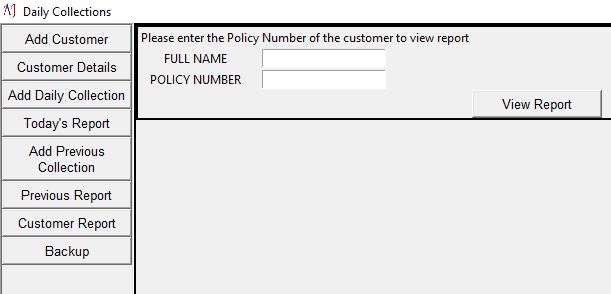 Daily Collections
Add Customer
Customer Details
Add Daily Collection
Today's Report
Add Previous
Collection
Previous Report
Customer Report
Backup
Please enter the Policy Number of the customer to view report
FULL NAME
POLICY NUMBER
View Report